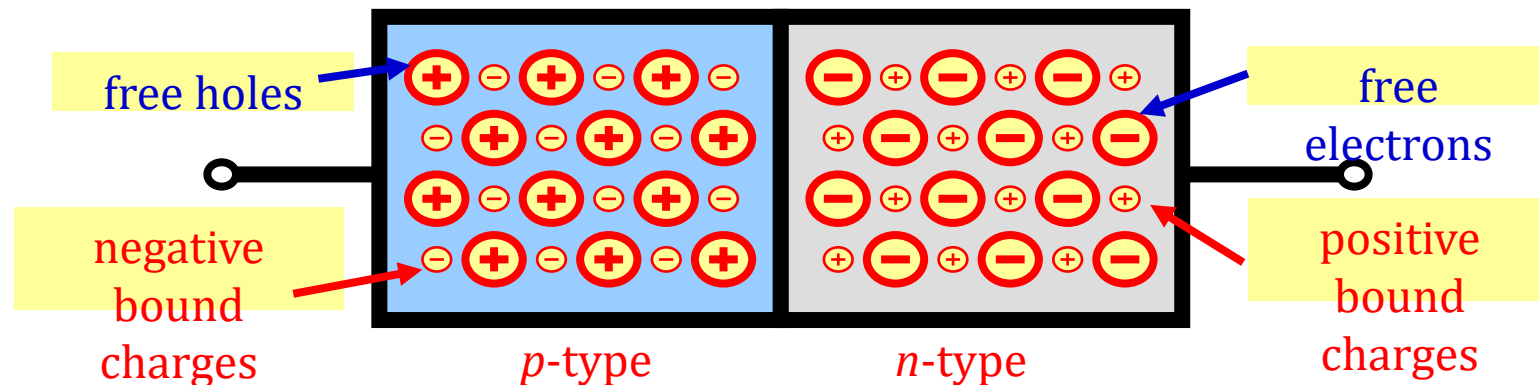 free holes
free
electrons
negative
bound
charges
positive
bound
charges
p-type
n-type